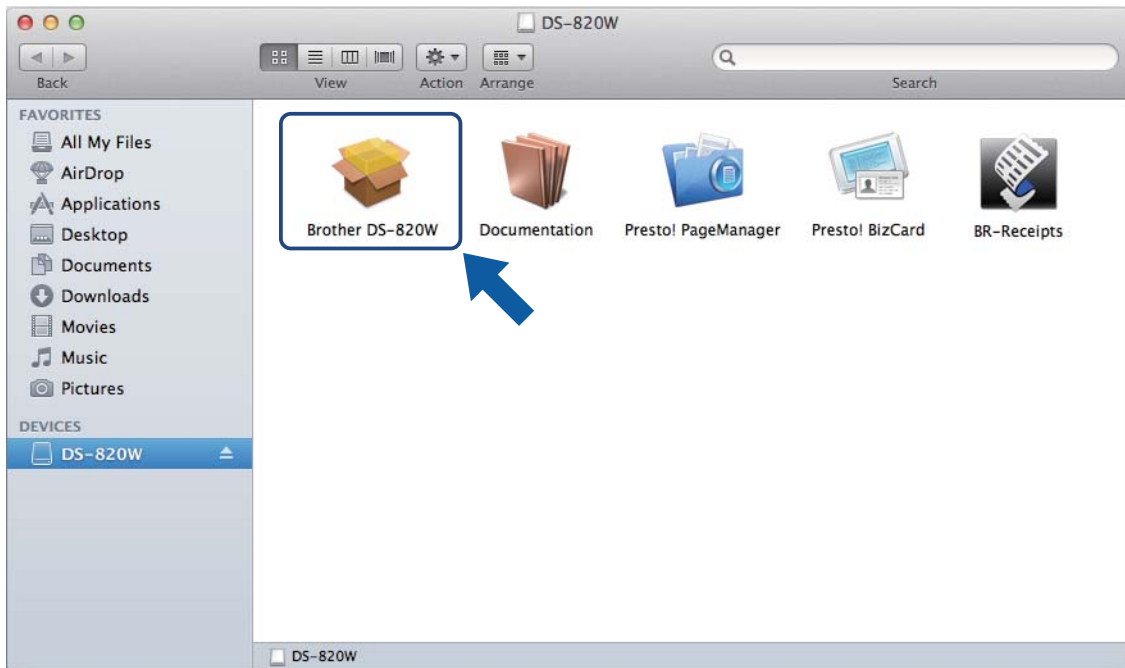 DS-820W
Back
View
Action
Arrange
Search
FAVORITES
All My Files
AirDrop
Applications
Desktop
Documents
Downloads
Movies
Music
Pictures
DEVICES
DS-820W
Brother DS-820W
Documentation
Presto! PageManager
Presto! BizCard
BR-Receipts
DS-820W